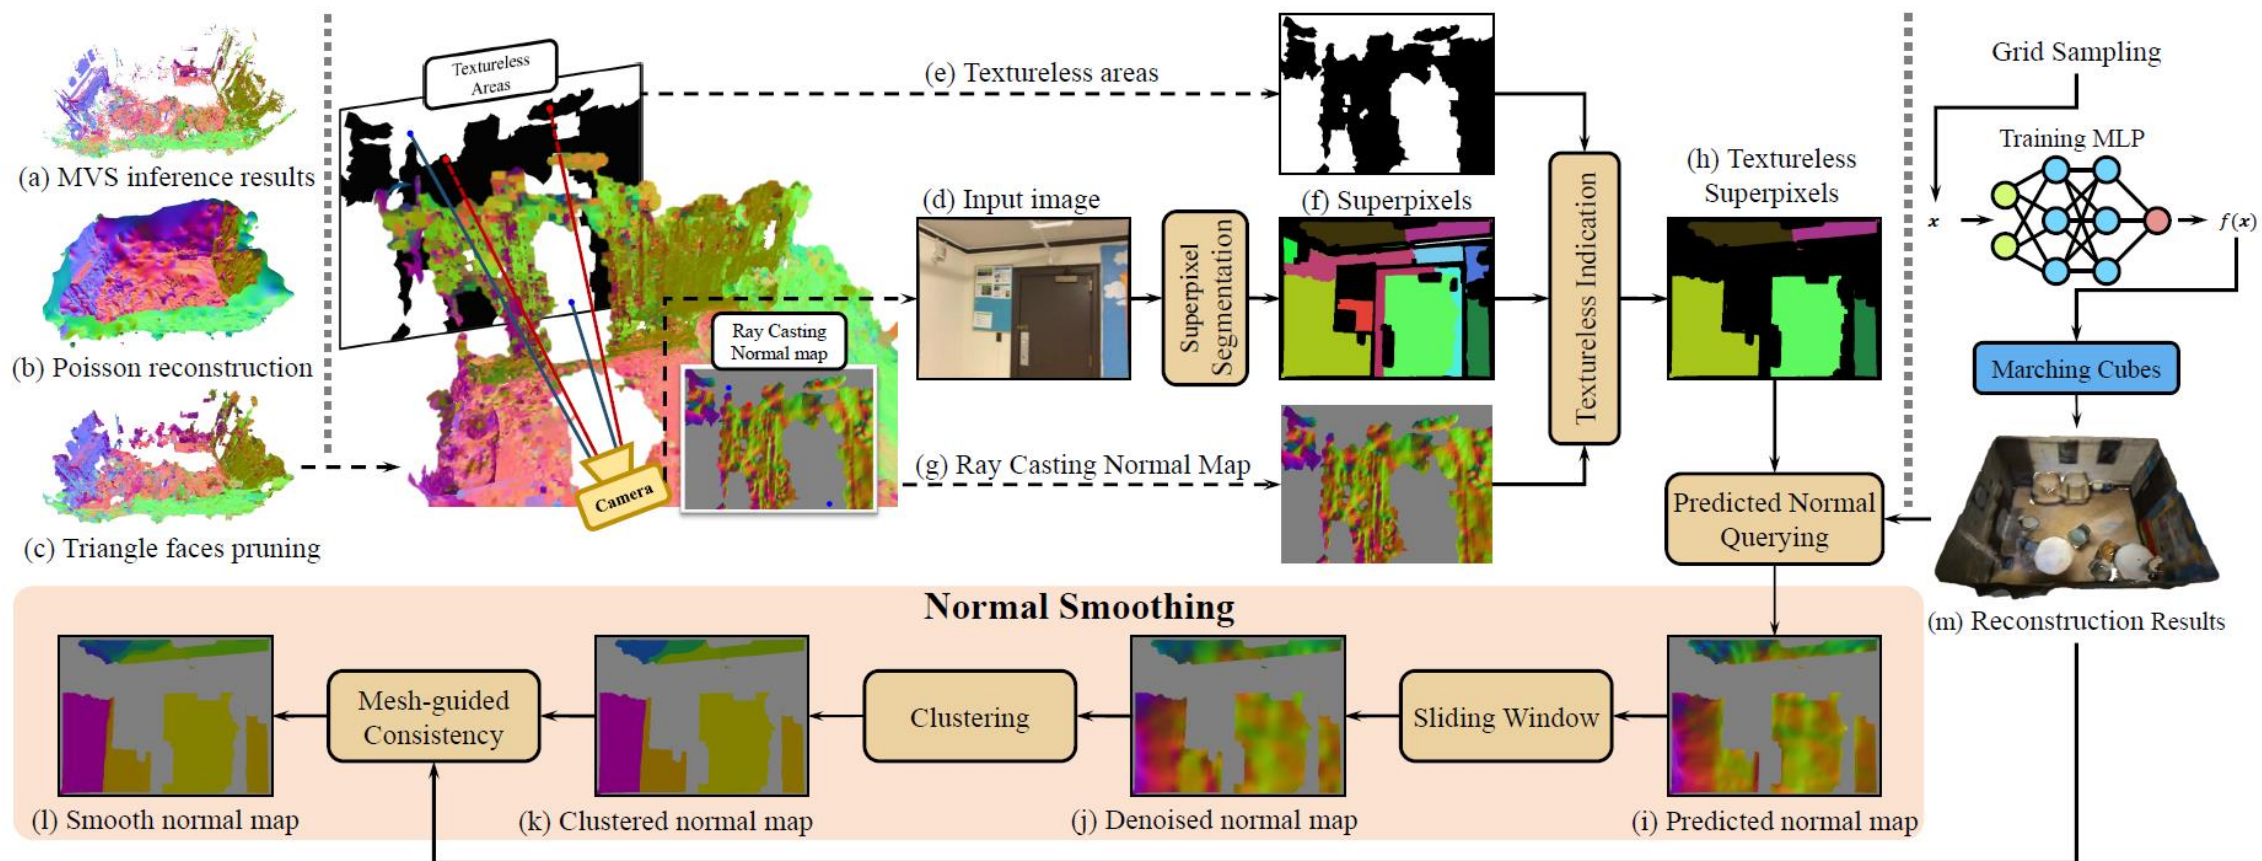 (a) MVS inference results
(b) Poisson reconstruction
(c) Triangle faces pruning
Textureless
Areas
Camera
Ray Casting
Normal map
(e) Textureless areas
(d) Input image
(g) Ray Casting Normal Map
Superpixel
Segmentation
(f) Superpixels
Textureless Indication
(h) Textureless
Superpixels
Predicted Normal
Querying
Grid Sampling
Training MLP
x
f(x)
Marching Cubes
(m) Reconstruction Results
Normal Smoothing
Mesh-guided
Consistency
Clustering
Sliding Window
(l) Smooth normal map
(k) Clustered normal map
(j) Denoised normal map
(i) Predicted normal map